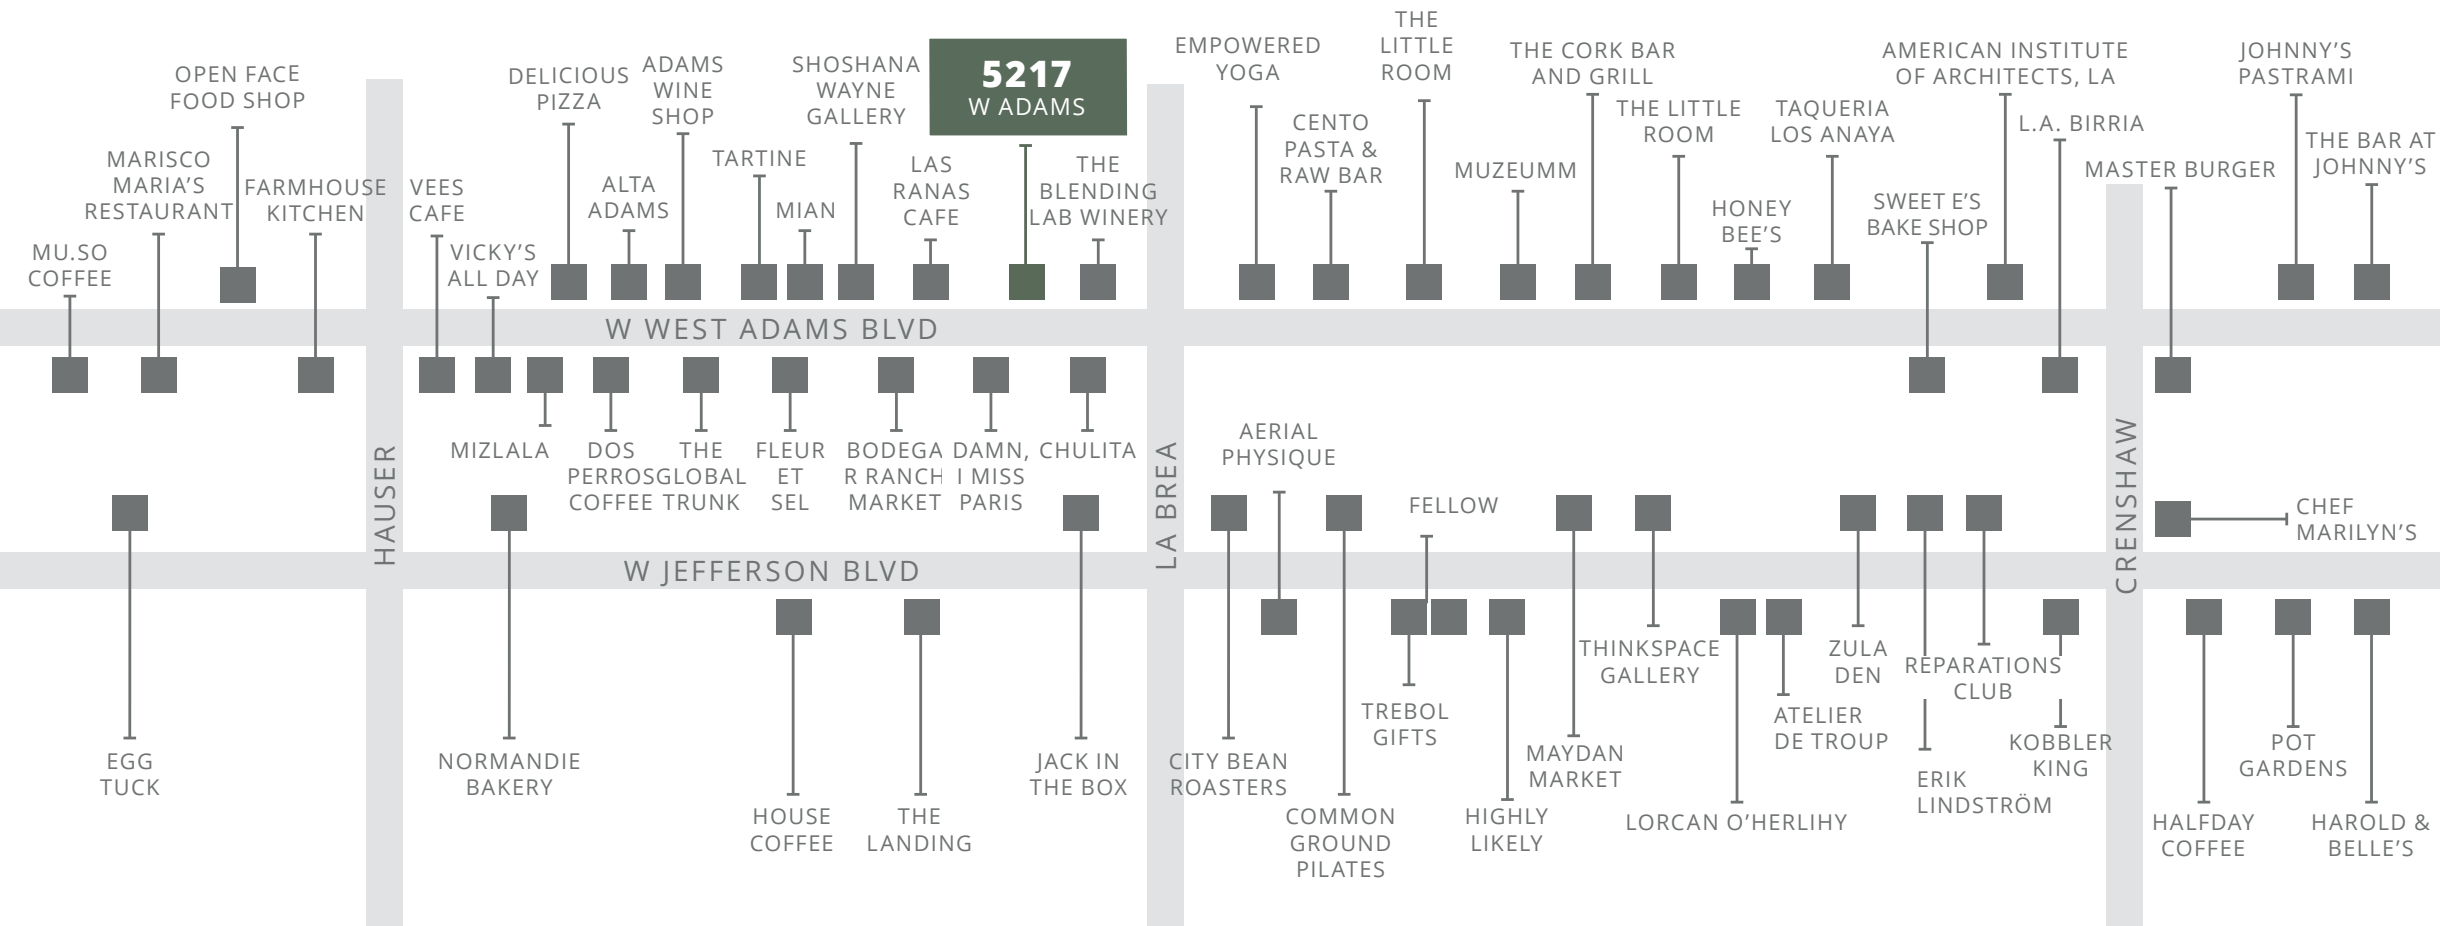 OPEN FACE
FOOD SHOP
MARISCO
MARIA'S
RESTAURANT
FARMHOUSE
KITCHEN
MU.SO
COFFEE
VEES
CAFE
VICKY'S
ALL DAY
DELICIOUS
PIZZA
ALTA
ADAMS
ADAMS
WINE
SHOP
TARTINE
MIAN
SHOSHANA
WAYNE
GALLERY
LAS
RANAS
CAFE
5217
W ADAMS
THE
BLENDING
LAB WINERY
EMPOWERED
YOGA
CENTO
PASTA &
RAW BAR
THE
LITTLE
ROOM
MUZEUMM
THE CORK BAR
AND GRILL
THE LITTLE
ROOM
HONEY
BEE'S
TAQUERIA
LOS ANAYA
SWEET E'S
BAKE SHOP
AMERICAN INSTITUTE
OF ARCHITECTS, LA
L.A. BIRRIA
MASTER BURGER
JOHNNY'S
PASTRAMI
THE BAR AT
JOHNNY'S
W WEST ADAMS BLVD
MIZLALA
DOS
PERROS
COFFEE
THE
GLOBAL
TRUNK
FLEUR
ET
SEL
BODEGA
R RANCH
MARKET
DAMN,
I MISS
PARIS
CHULITA
AERIAL
PHYSIQUE
FELLOW
CHEF
MARILYN'S
HAUSER
LA BREA
CRENSHAW
W JEFFERSON BLVD
EGG
TUCK
NORMANDIE
BAKERY
HOUSE
COFFEE
THE
LANDING
JACK IN
THE BOX
CITY BEAN
ROASTERS
COMMON
GROUND
PILATES
TREBOL
GIFTS
HIGHLY
LIKELY
MAYDAN
MARKET
THINKSPACE
GALLERY
LORCAN O'HERLIHY
ATELIER
DE TROUP
ZULA
DEN
REPARATIONS
CLUB
ERIK
LINDSTRÖM
KOBBLER
KING
HALFDAY
COFFEE
POT
GARDENS
HAROLD &
BELLE'S